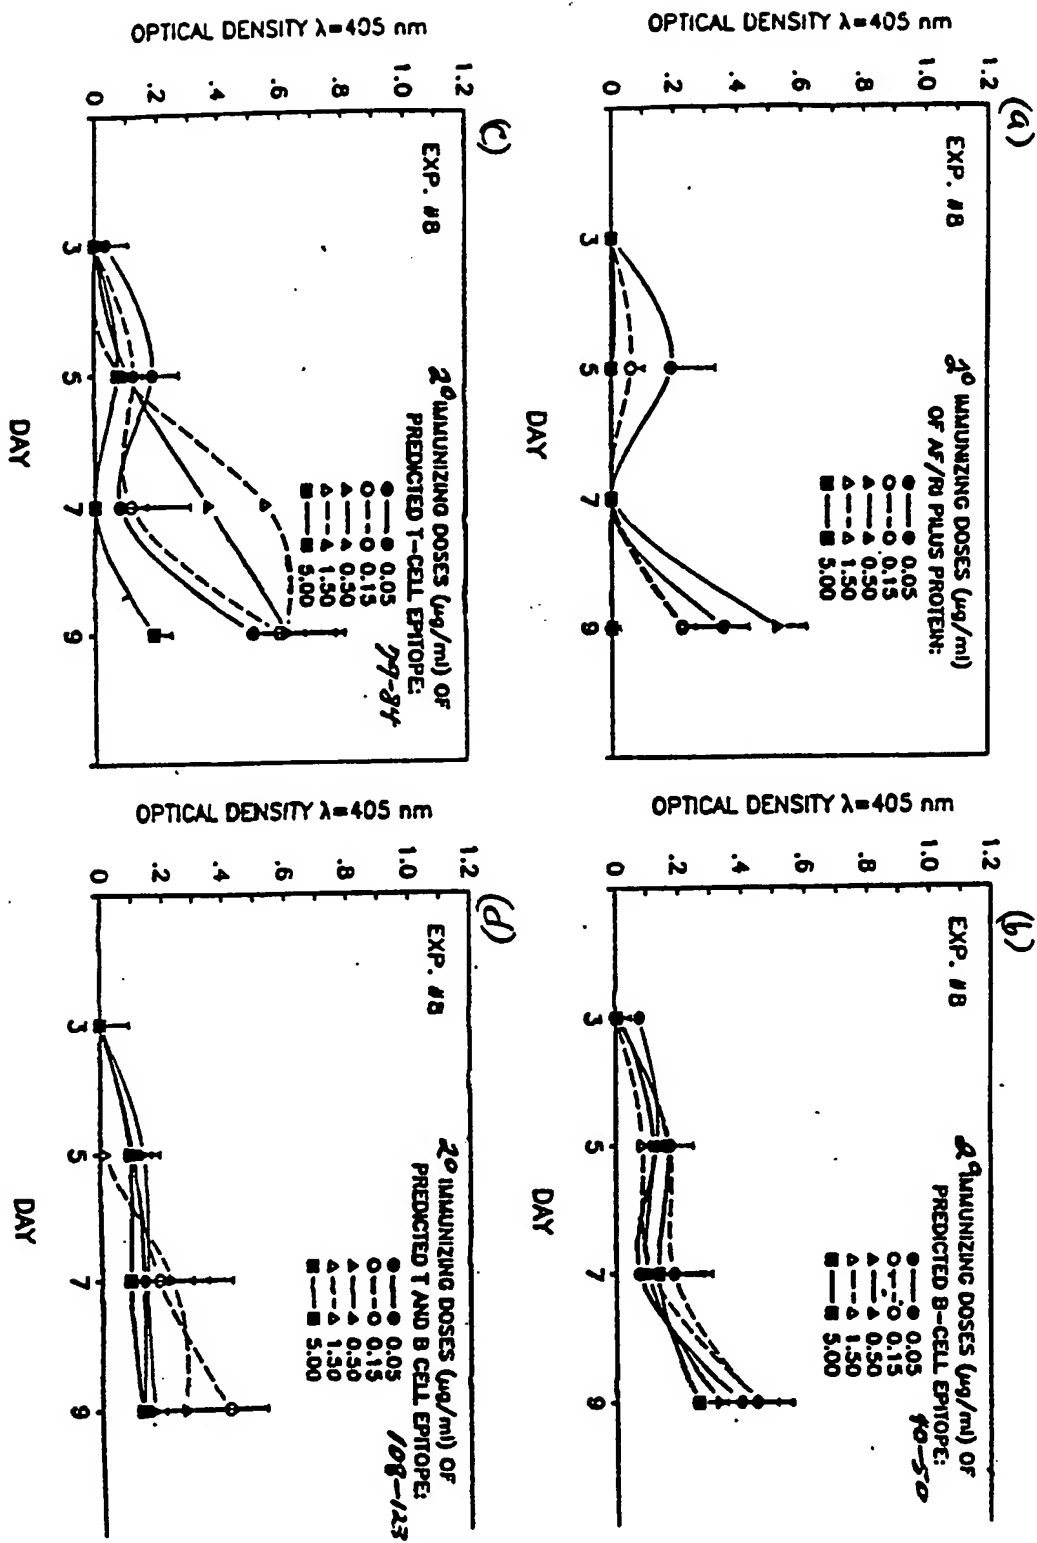 (a)
EXP. #8
2° IMMUNIZING DOSES (µg/ml)
OF AF/R1 PILUS PROTEIN:
0.05
0.15
0.50
1.50
5.00
OPTICAL DENSITY λ=405 nm
1.2
1.0
.8
.6
.4
.2
0
3
5
7
9
DAY
(b)
EXP. #8
2° IMMUNIZING DOSES (µg/ml) OF
PREDICTED B-CELL EPITOPE:
40-50
0.05
0.15
0.50
1.50
5.00
OPTICAL DENSITY λ=405 nm
1.2
1.0
.8
.6
.4
.2
0
3
5
7
9
DAY
(c)
EXP. #8
2° IMMUNIZING DOSES (µg/ml) OF
PREDICTED T-CELL EPITOPE:
79-84
0.05
0.15
0.50
1.50
5.00
OPTICAL DENSITY λ=405 nm
1.2
1.0
.8
.6
.4
.2
0
3
5
7
9
DAY
(d)
EXP. #8
2° IMMUNIZING DOSES (µg/ml) OF
PREDICTED T AND B CELL EPITOPE:
108-123
0.05
0.15
0.50
1.50
5.00
OPTICAL DENSITY λ=405 nm
1.2
1.0
.8
.6
.4
.2
0
3
5
7
9
DAY